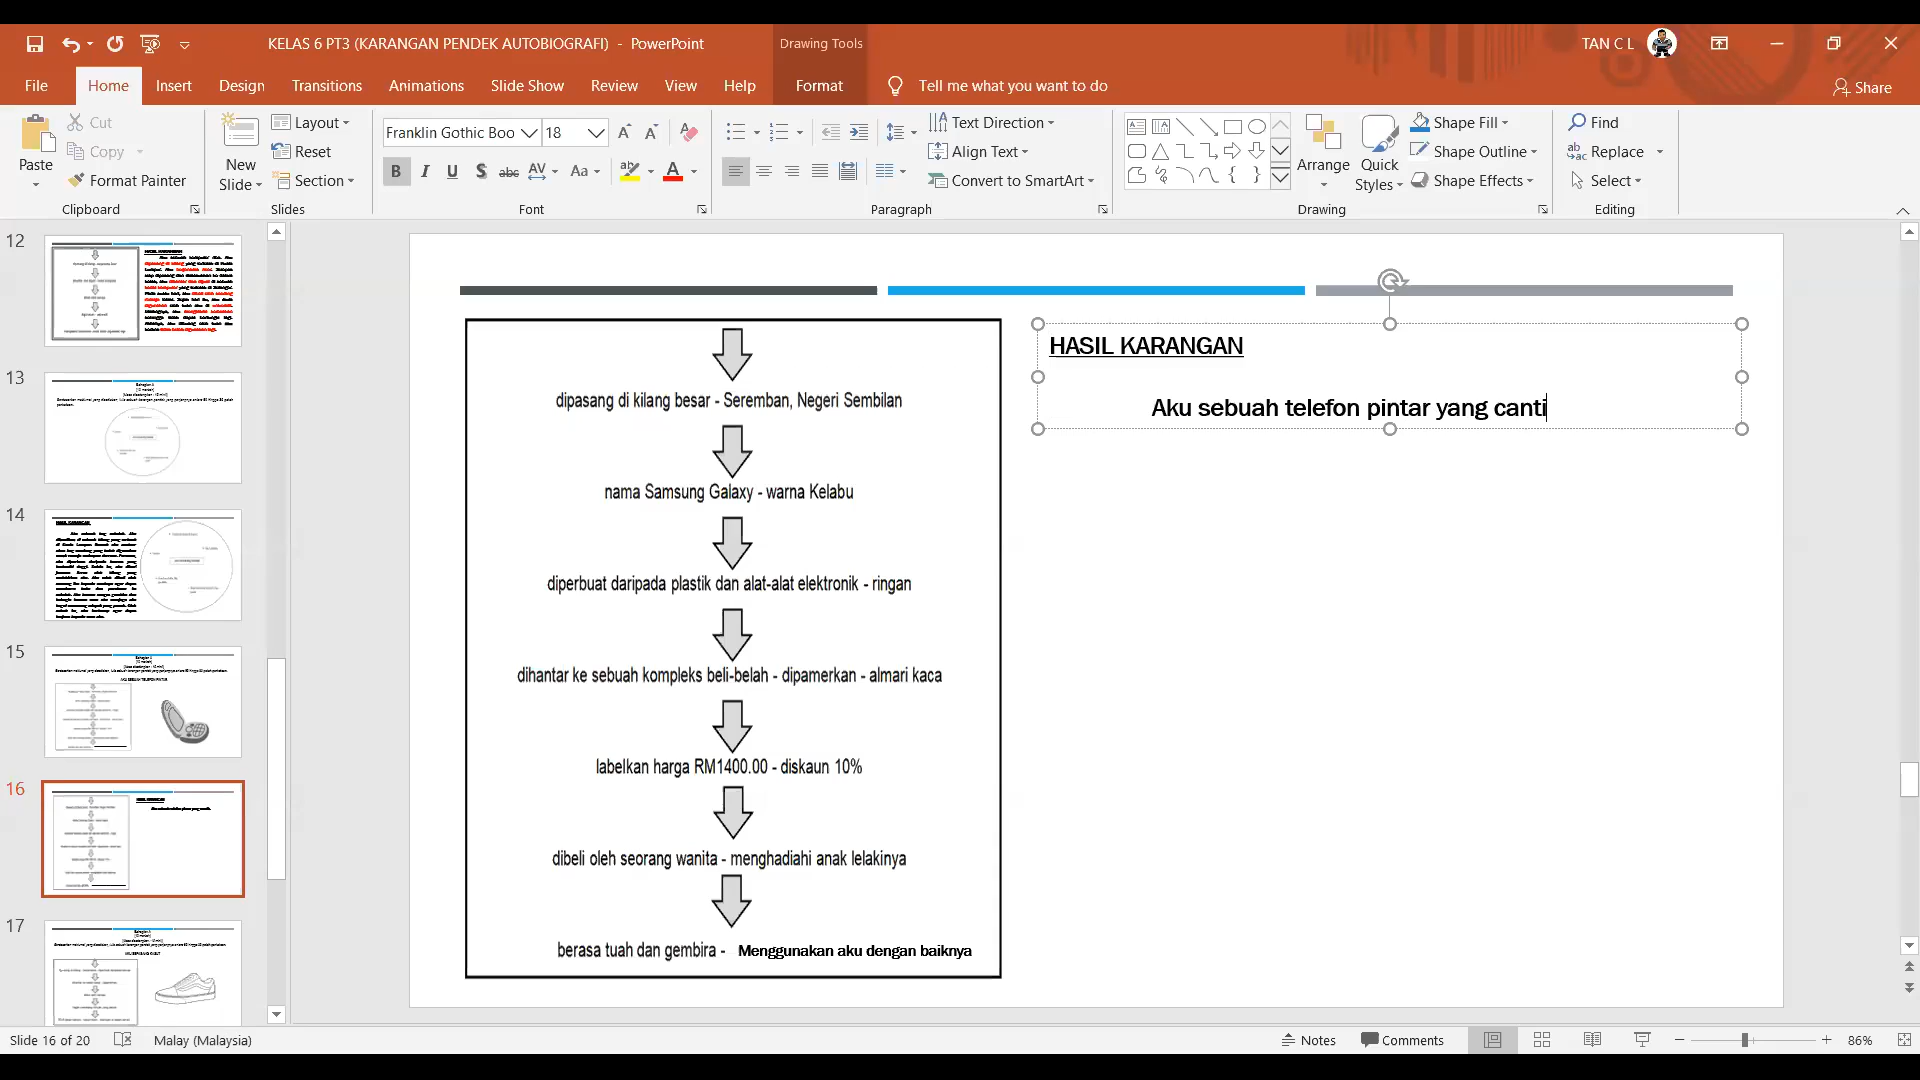 KELAS 6 PT3 (KARANGAN PENDEK AUTOBIOGRAFI) - PowerPoint
Drawing Tools
TAN C L
File
Home
Insert
Design
Transitions
Animations
Slide Show
Review
View
Help
Format
Tell me what you want to do
Share
Paste
Cut
Copy
Format Painter
Clipboard
New Slide
Layout
Reset
Section
Slides
Franklin Gothic Boo
18
Font
Text Direction
Align Text
Convert to SmartArt
Paragraph
Arrange
Quick Styles
Shape Fill
Shape Outline
Shape Effects
Drawing
Find
Replace
Select
Editing
12
13
14
15
16
17
dipasang di kilang besar - Seremban, Negeri Sembilan
nama Samsung Galaxy - warna Kelabu
diperbuat daripada plastik dan alat-alat elektronik - ringan
dihantar ke sebuah kompleks beli-belah - dipamerkan - almari kaca
labelkan harga RM1400.00 - diskaun 10%
dibeli oleh seorang wanita - menghadiahi anak lelakinya
berasa tuah dan gembira - Menggunakan aku dengan baiknya
HASIL KARANGAN
Aku sebuah telefon pintar yang canti
Slide 16 of 20
Malay (Malaysia)
Notes
Comments
86%